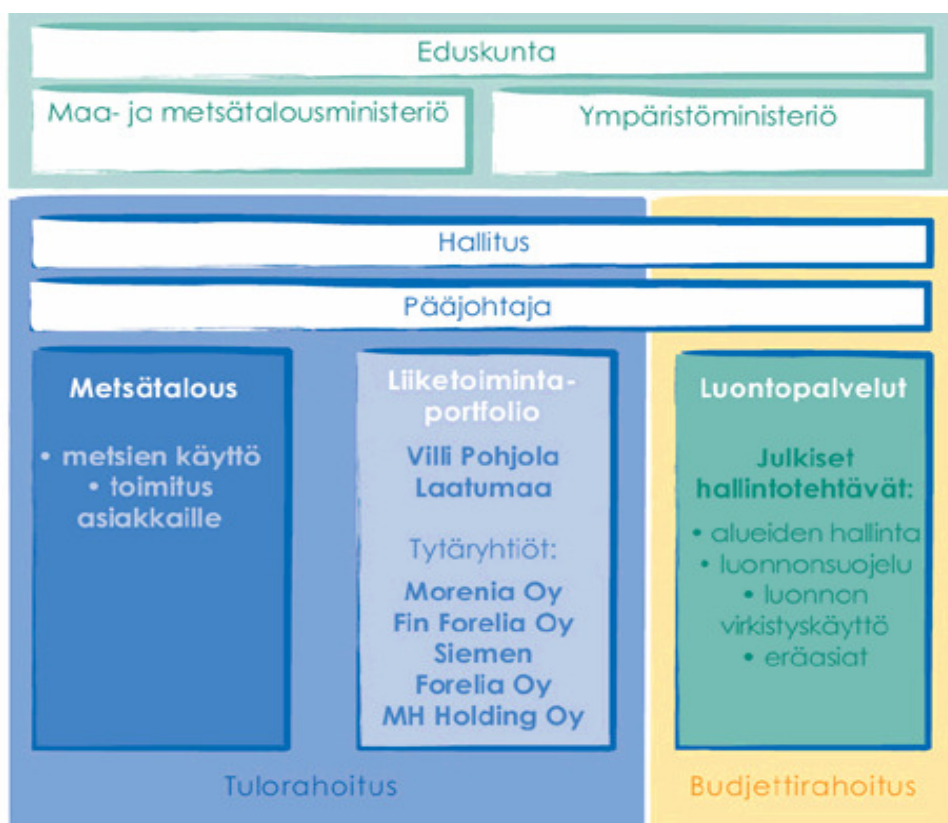 Eduskunta
Maa- ja metsätalousministeriö
Ympäristöministeriö
Hallitus
Pääjohtaja
Metsätalous
• metsien käyttö
• toimitus
asiakkaille
Liiketoiminta-
portfolio
Villi Pohjola
Laatumaa
Tytäryhtiöt:
Morenia Oy
Fin Forelia Oy
Siemen
Forelia Oy
MH Holding Oy
Luontopalvelut
Julkiset
hallintotehtävät:
• alueiden hallinta
• luonnonsuojelu
• luonnon
virkistyskäyttö
• eräasiat
Tulorahoitus
Budjettirahoitus